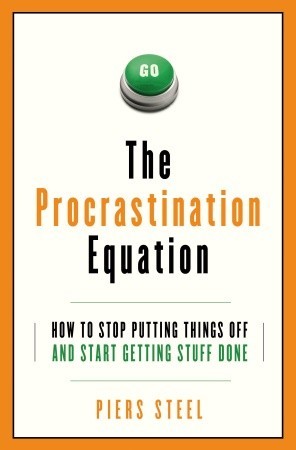 GO
The
Procrastination
Equation
HOW TO STOP PUTTING THINGS OFF
AND START GETTING STUFF DONE
PIERS STEEL